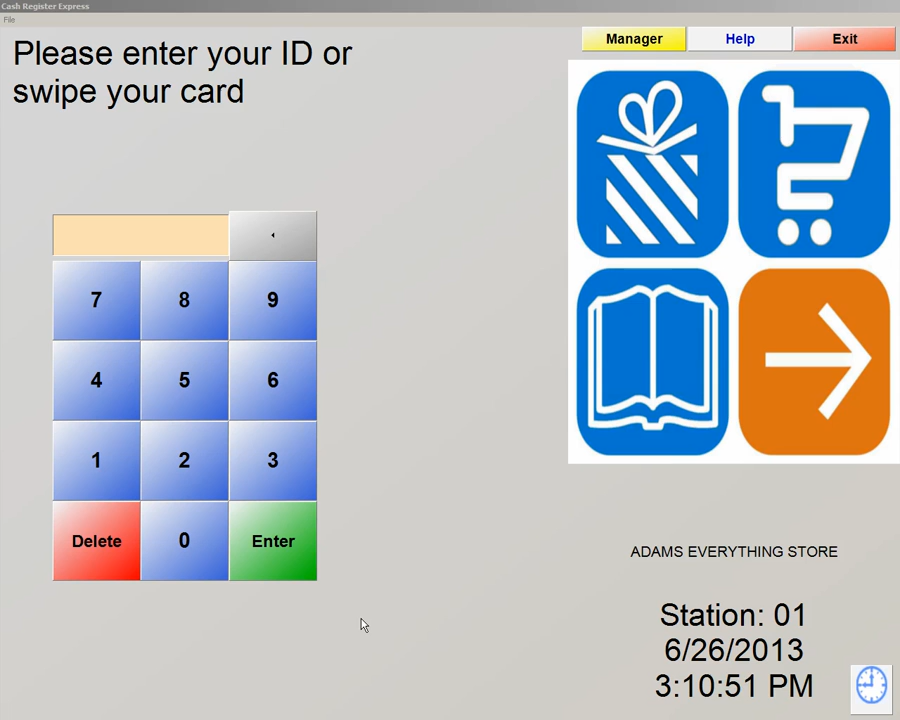 Cash Register Express
File
Please enter your ID or
swipe your card
Manager
Help
Exit
7
8
9
4
5
6
1
2
3
Delete
0
Enter
ADAMS EVERYTHING STORE
Station: 01
6/26/2013
3:10:51 PM